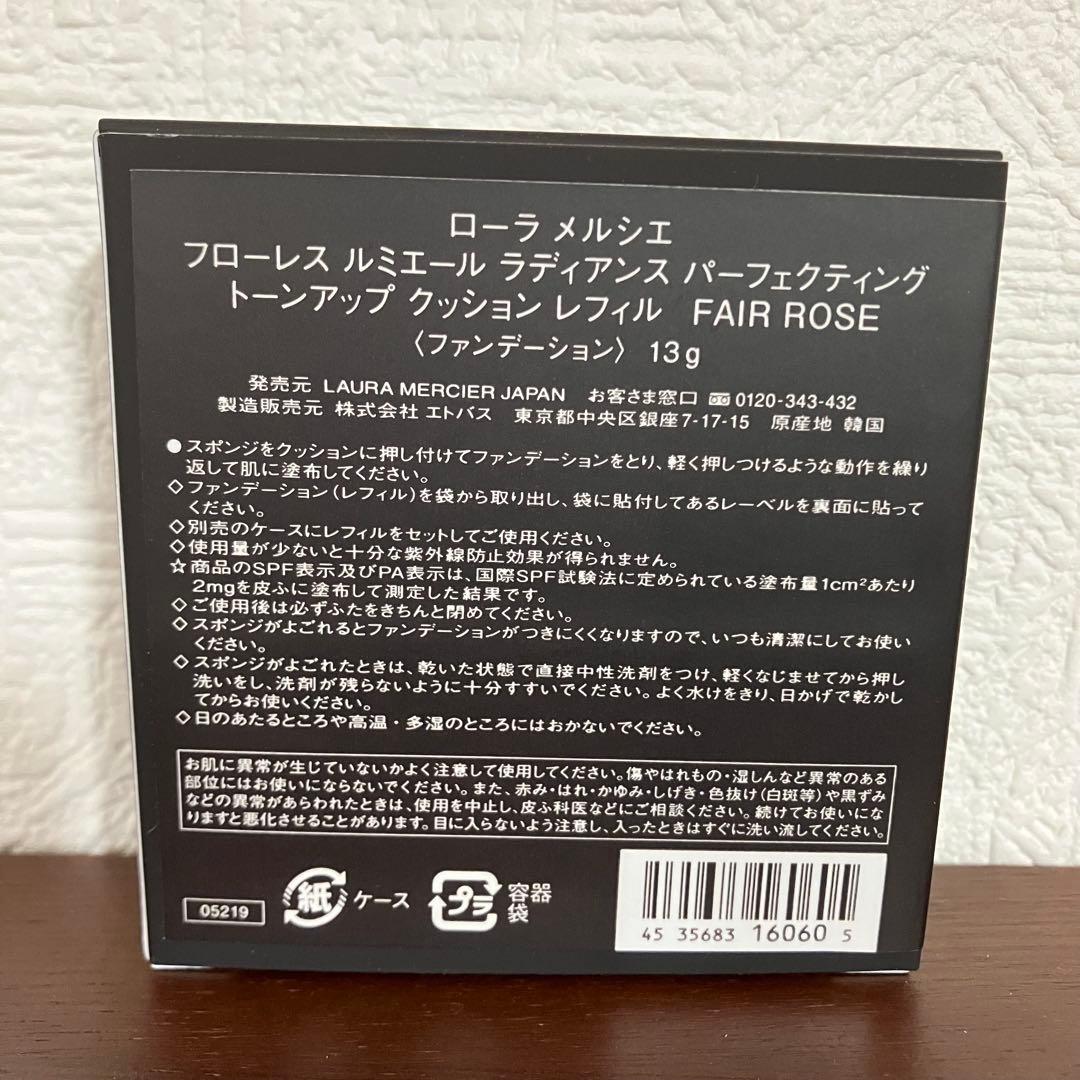 ローラ メルシエ
フローレス ルミエール ラディアンス パーフェクティング
トーンアップ クッション レフィル FAIR ROSE
〈ファンデーション〉 13g
発売元 LAURA MERCIER JAPAN お客さま窓口 0120-343-432
製造販売元 株式会社 エトバス 東京都中央区銀座7-17-15 原産地 韓国
●スポンジをクッションに押し付けてファンデーションをとり、軽く押しつけるような動作を繰り
返して肌に塗布してください。
◇ファンデーション(レフィル)を袋から取り出し、袋に貼付してあるレーベルを裏面に貼って
ください。
◇別売のケースにレフィルをセットしてご使用ください。
◇使用量が少ないと十分な紫外線防止効果が得られません。
☆商品のSPF表示及びPA表示は、国際SPF試験法に定められている塗布量1cm²あたり
2mgを皮ふに塗布して測定した結果です。
◇ご使用後は必ずふたをきちんと閉めてください。
◇スポンジがよごれるとファンデーションがつきにくくなりますので、いつも清潔にしてお使い
ください。
◇スポンジがよごれたときは、乾いた状態で直接中性洗剤をつけ、軽くなじませてから押し
洗いをし、洗剤が残らないように十分すすいでください。よく水けをきり、日かげで乾かし
てからお使いください。
◇日のあたるところや高温・多湿のところにはおかないでください。
お肌に異常が生じていないかよく注意して使用してください。傷やはれもの・湿しんなど異常のある
部位にはお使いにならないでください。また、赤み・はれ・かゆみ・しげき・色抜け(白斑等)や黒ずみ
などの異常があらわれたときは、使用を中止し、皮ふ科医などにご相談ください。続けてお使いにな
りますと悪化させることがあります。目に入らないよう注意し、入ったときはすぐに洗い流してください。
05219
紙 ケース
プラ 容器
袋
45 35683 16060 5